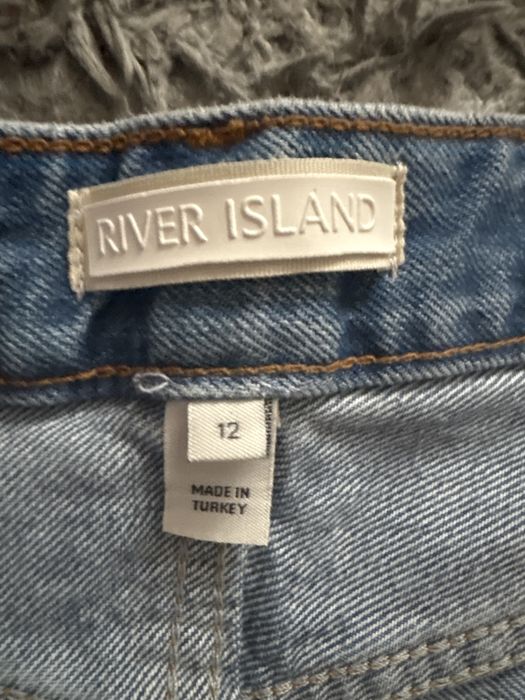 RIVER ISLAND
12
MADE IN
TURKEY